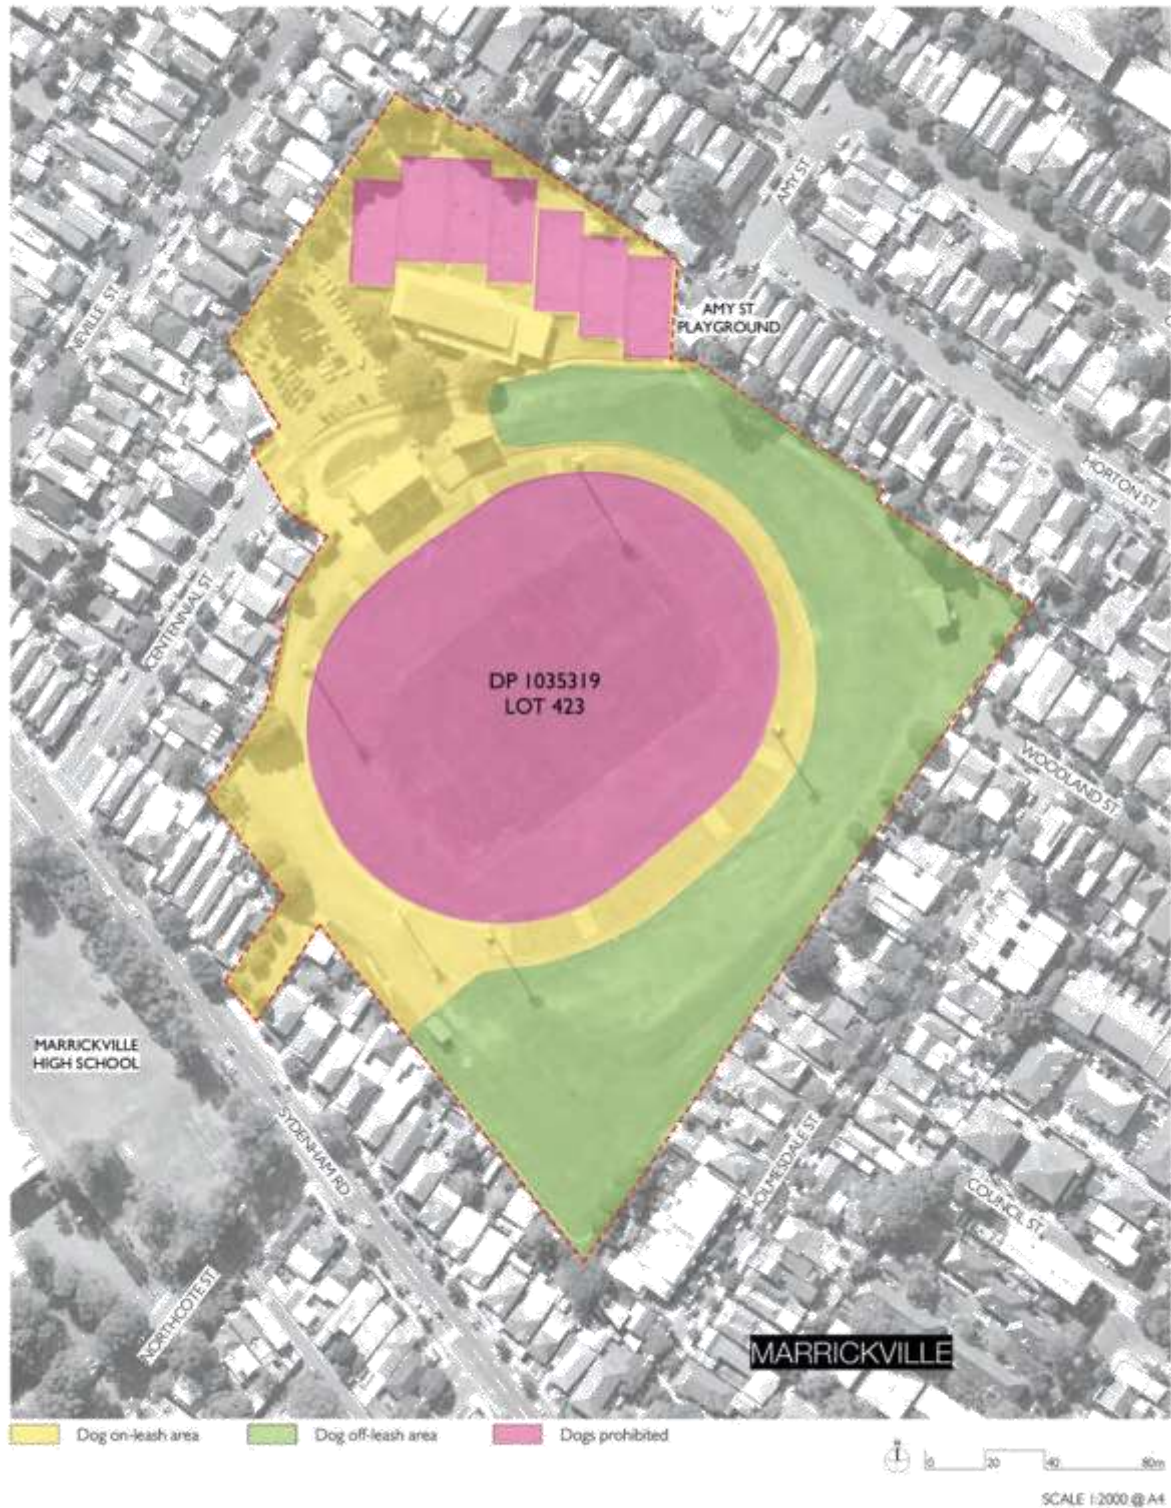 AMY ST
NEVILLE ST
AMY ST
PLAYGROUND
HORTON ST
CENTENNIAL ST
DP 1035319
LOT 423
WOODLAND ST
MARRICKVILLE
HIGH SCHOOL
SYDENHAM RD
HOLMESDALE ST
COUNCIL ST
NORTHCOTE ST
MARRICKVILLE
Dog on-leash area
Dog off-leash area
Dogs prohibited
N
0 20 40 80m
SCALE 1:2000 @ A4